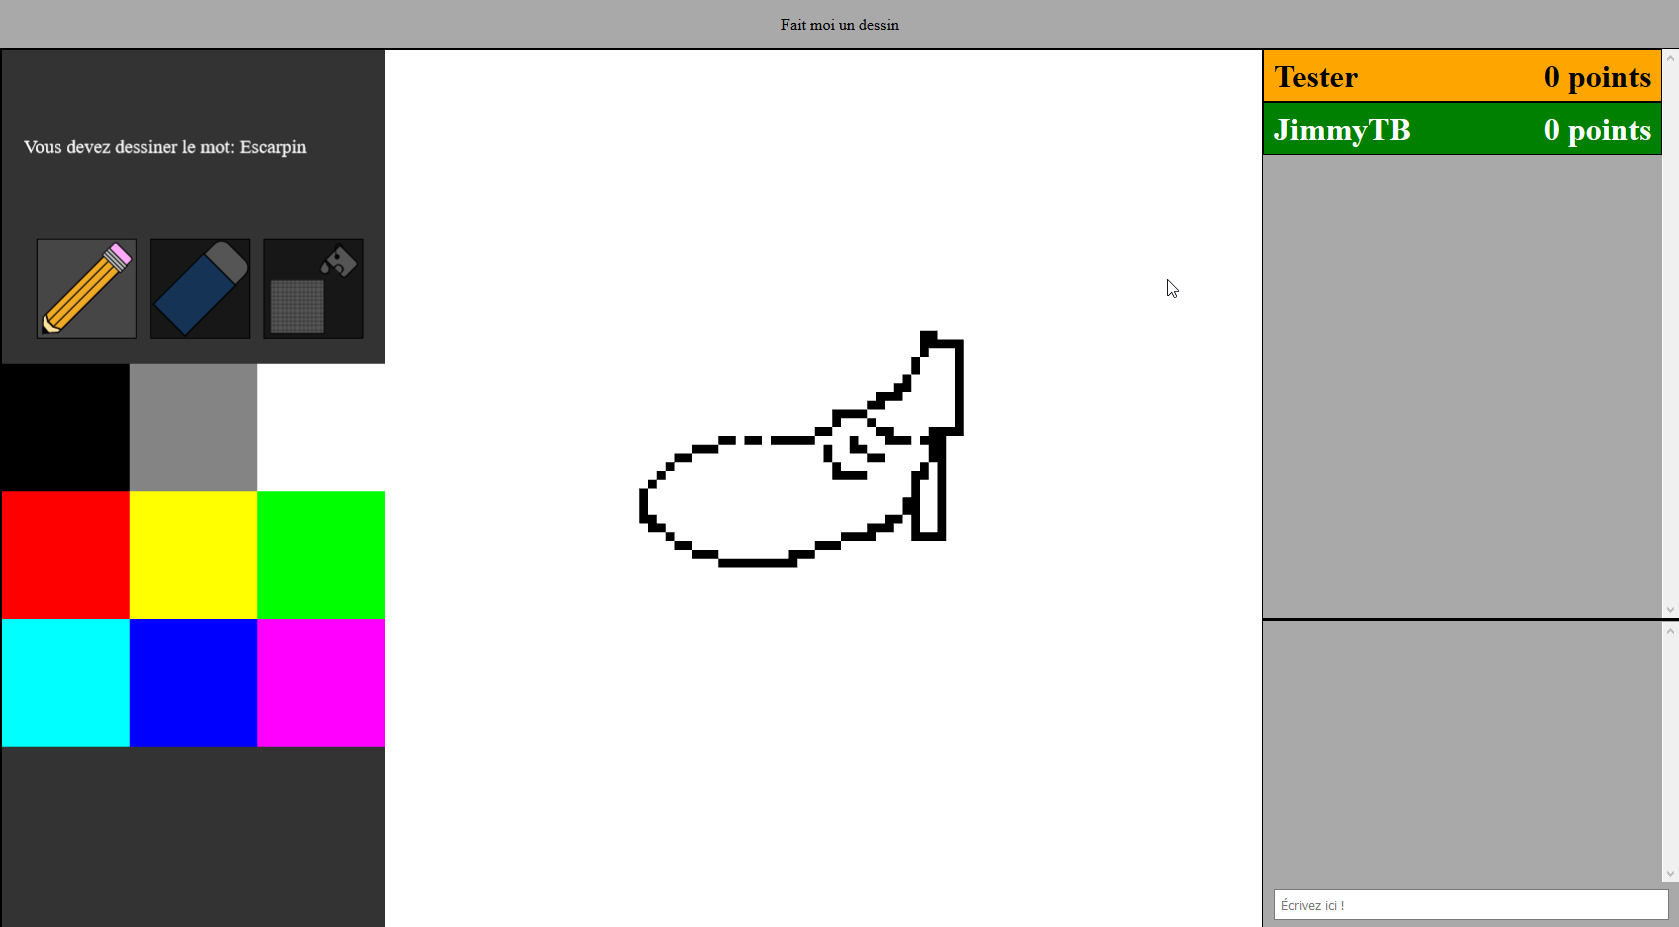 Fait moi un dessin
Vous devez dessiner le mot: Escarpin
Tester 0 points
JimmyTB 0 points
Écrivez ici !